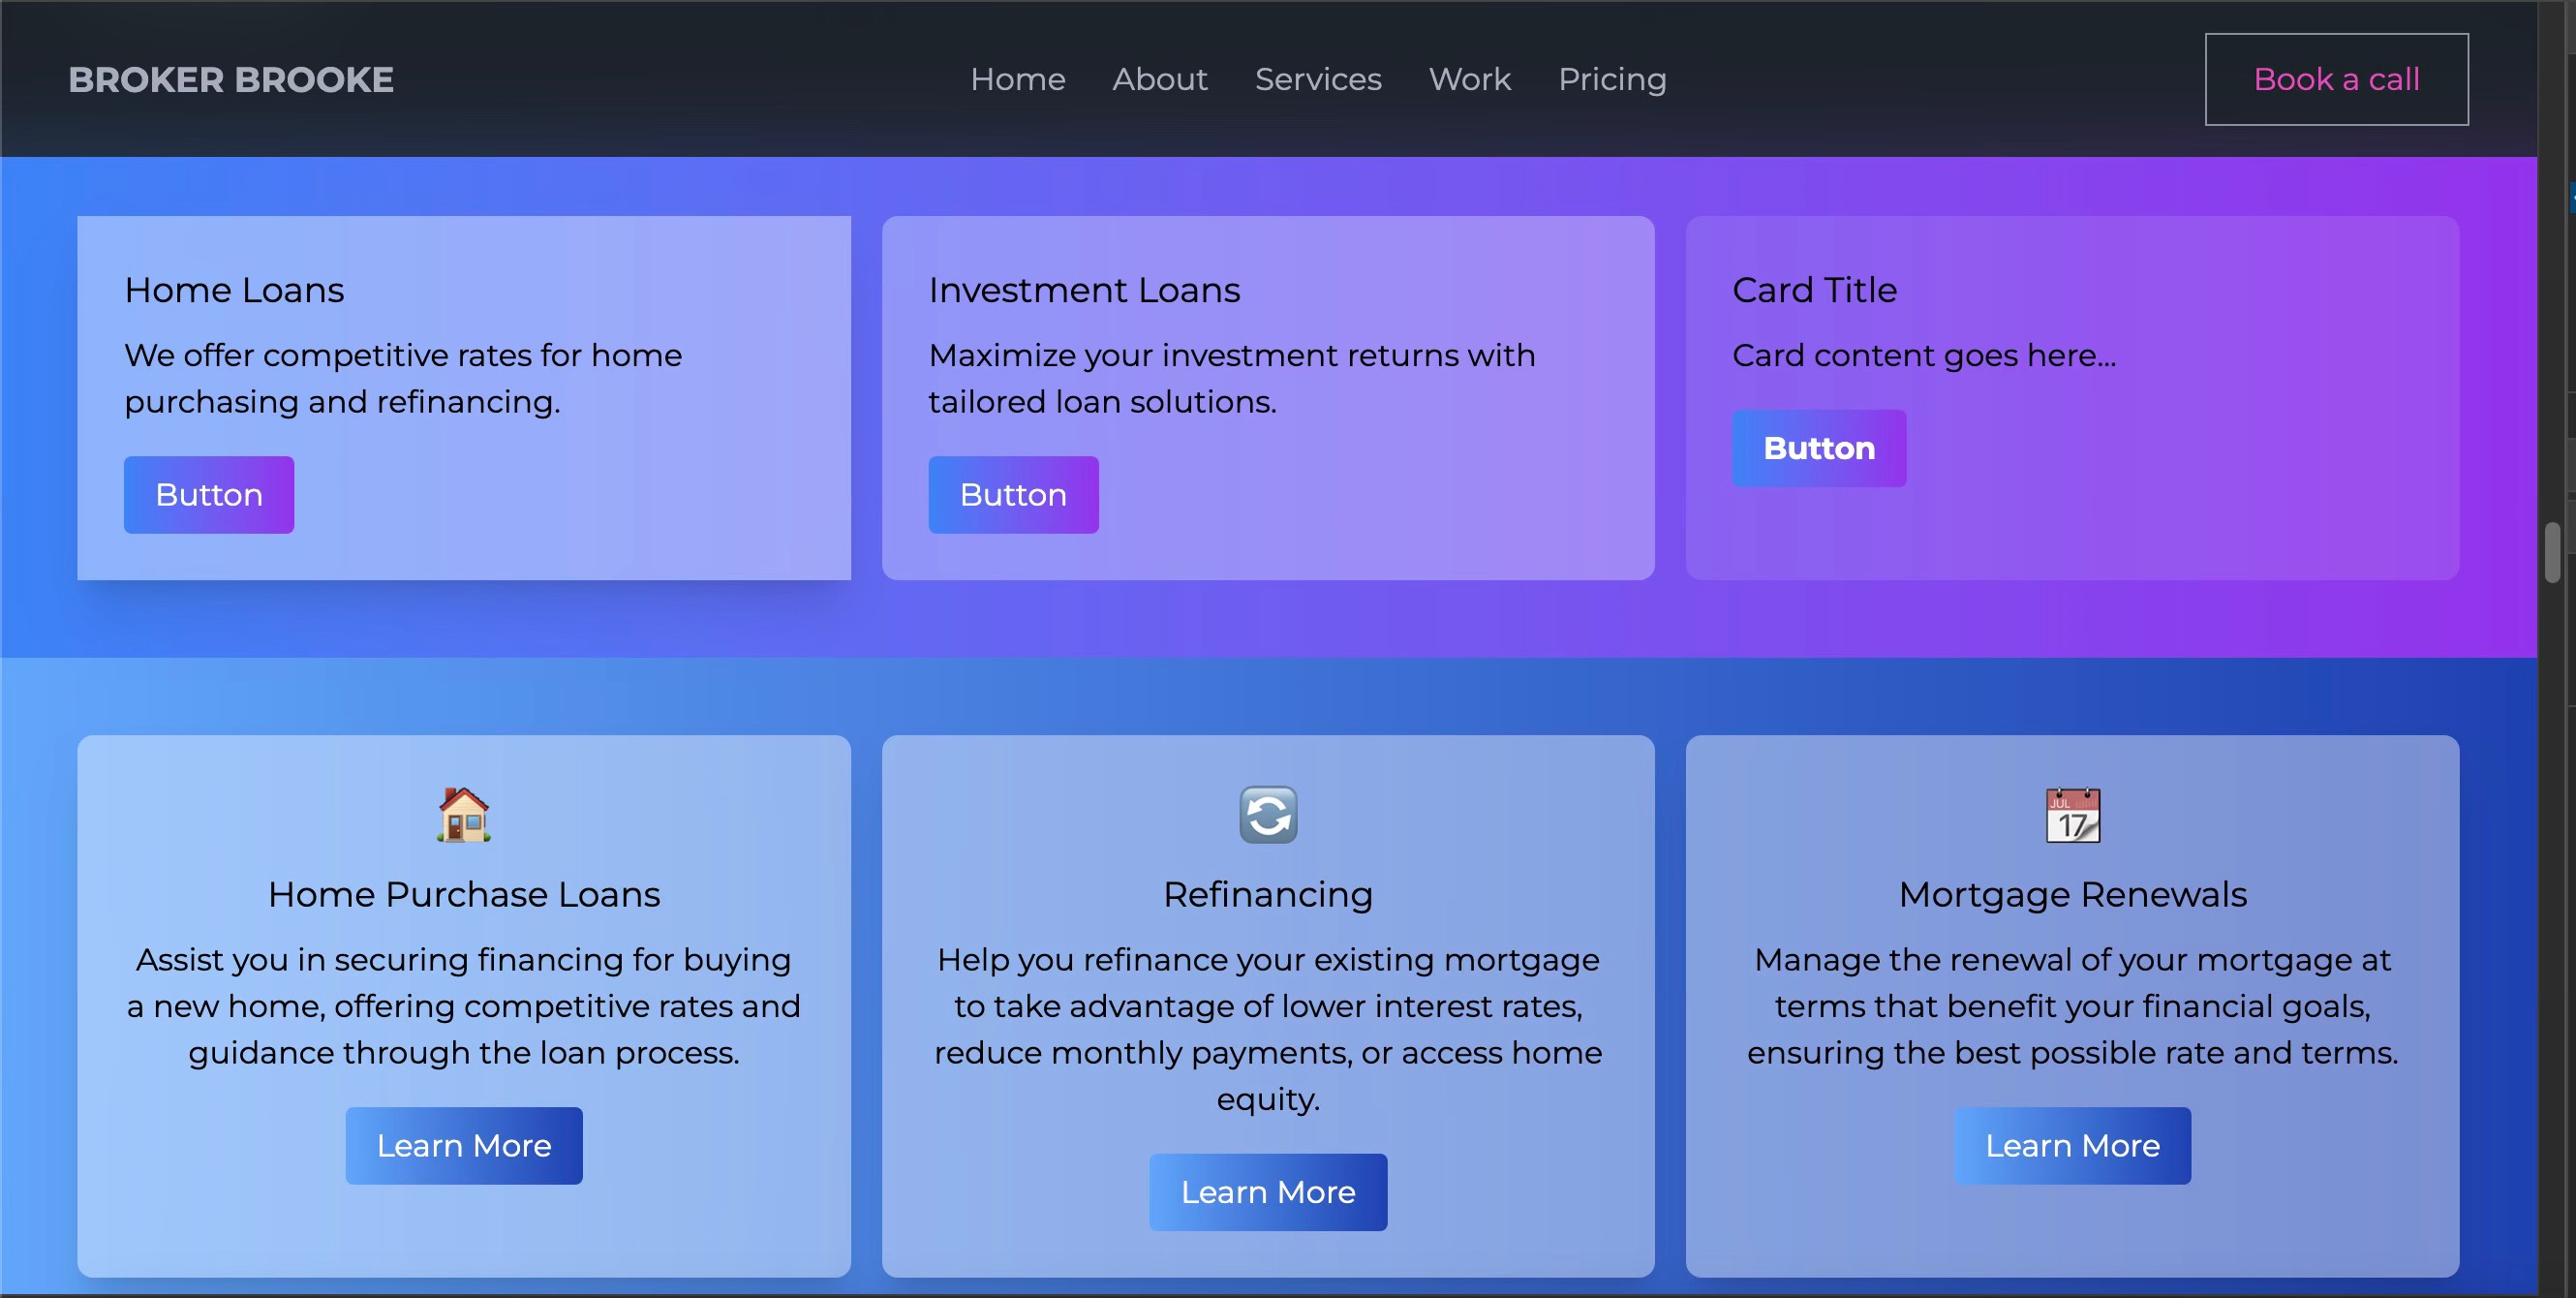 BROKER BROOKE
Home About Services Work Pricing
Book a call
Home Loans
We offer competitive rates for home
purchasing and refinancing.
Button
Investment Loans
Maximize your investment returns with
tailored loan solutions.
Button
Card Title
Card content goes here...
Button
JUL
17
Home Purchase Loans
Assist you in securing financing for buying
a new home, offering competitive rates and
guidance through the loan process.
Learn More
Refinancing
Help you refinance your existing mortgage
to take advantage of lower interest rates,
reduce monthly payments, or access home
equity.
Learn More
Mortgage Renewals
Manage the renewal of your mortgage at
terms that benefit your financial goals,
ensuring the best possible rate and terms.
Learn More